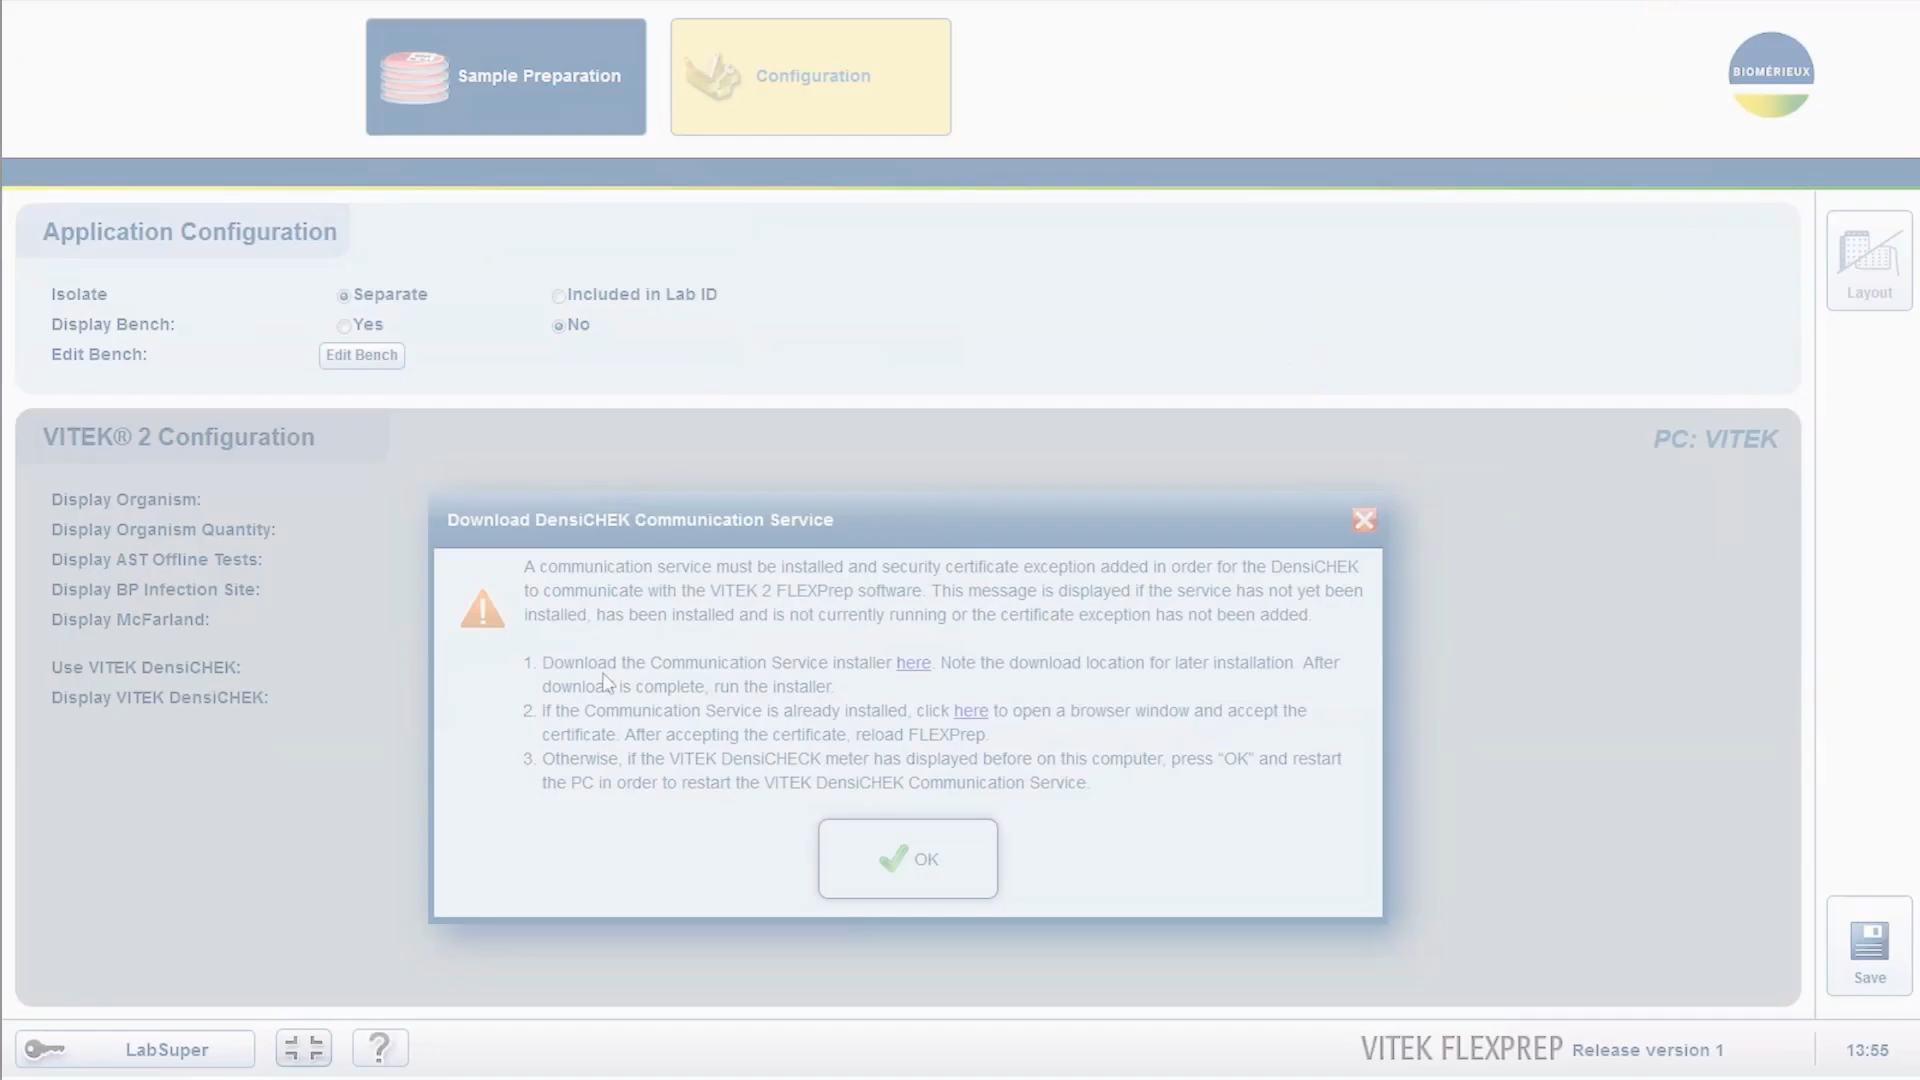 Sample Preparation
Configuration
BIOMÉRIEUX
Application Configuration
Isolate
Separate
Included in Lab ID
Display Bench:
Yes
No
Edit Bench:
Edit Bench
Layout
VITEK® 2 Configuration
PC: VITEK
Display Organism:
Display Organism Quantity:
Display AST Offline Tests:
Display BP Infection Site:
Display McFarland:
Use VITEK DensiCHEK:
Display VITEK DensiCHEK:
Download DensiCHEK Communication Service
A communication service must be installed and security certificate exception added in order for the DensiCHEK
to communicate with the VITEK 2 FLEXPrep software. This message is displayed if the service has not yet been
installed, has been installed and is not currently running or the certificate exception has not been added.
1. Download the Communication Service installer here. Note the download location for later installation. After
download is complete, run the installer.
2. If the Communication Service is already installed, click here to open a browser window and accept the
certificate. After accepting the certificate, reload FLEXPrep.
3. Otherwise, if the VITEK DensiCHECK meter has displayed before on this computer, press “OK” and restart
the PC in order to restart the VITEK DensiCHEK Communication Service.
OK
Save
LabSuper
?
VITEK FLEXPREP Release version 1
13:55